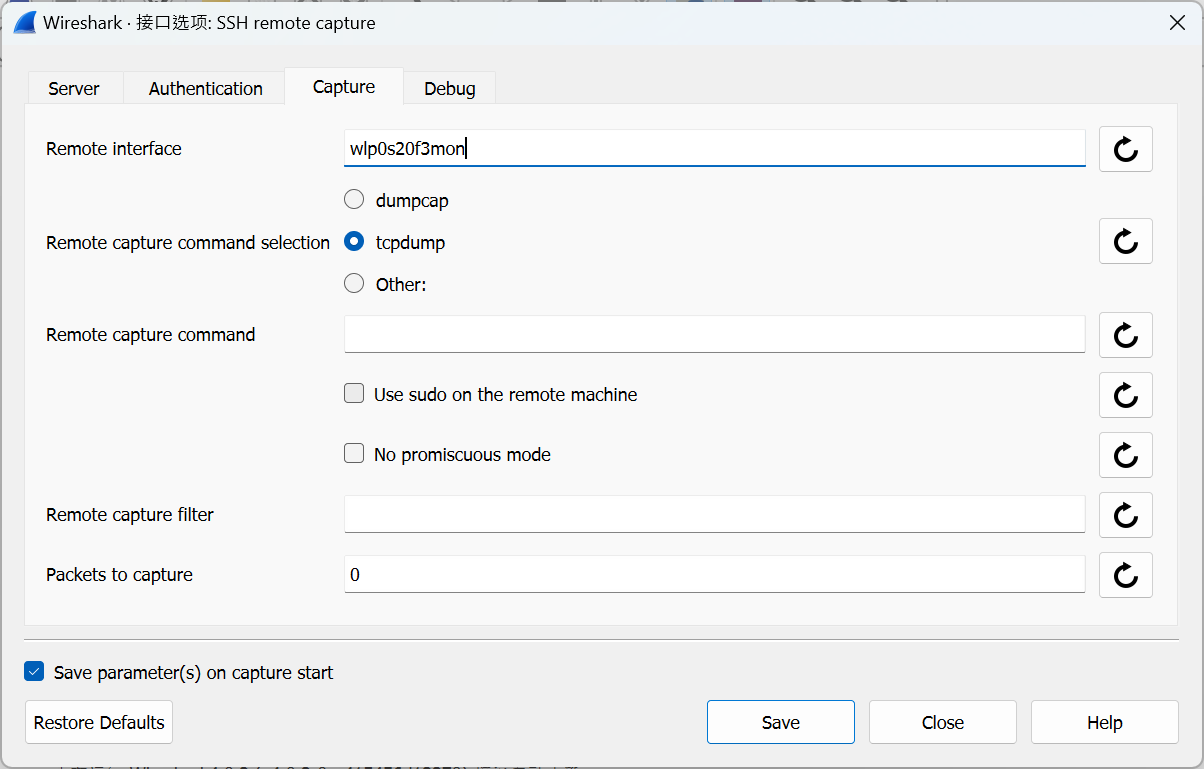 Wireshark · 接口选项: SSH remote capture
Server Authentication Capture Debug
Remote interface wlp0s20f3mon
dumpcap
Remote capture command selection tcpdump
Other:
Remote capture command
Use sudo on the remote machine
No promiscuous mode
Remote capture filter
Packets to capture 0
Save parameter(s) on capture start
Restore Defaults Save Close Help